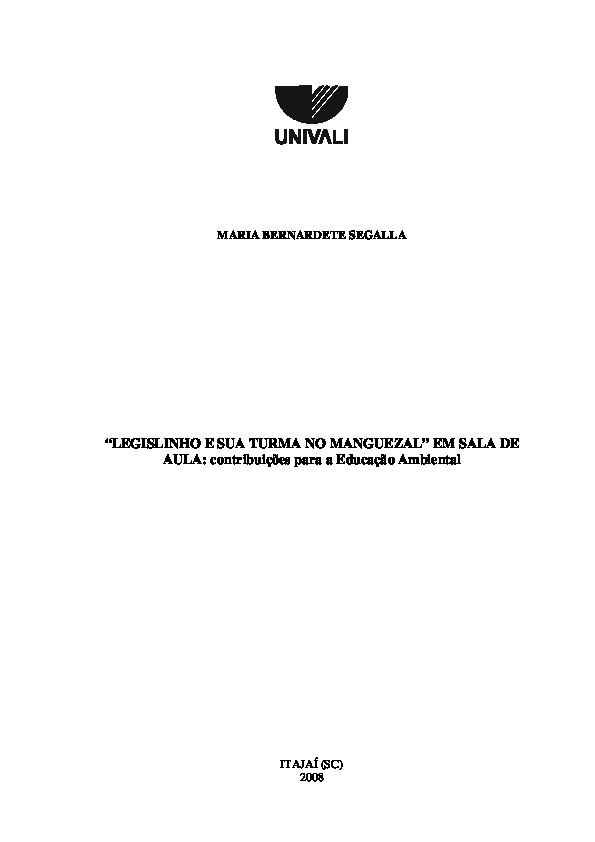 UNIVALI
MARIA BERNARDETE SEGALLA
“LEGISLINHO E SUA TURMA NO MANGUEZAL” EM SALA DE
AULA: contribuições para a Educação Ambiental
ITAJAÍ (SC)
2008